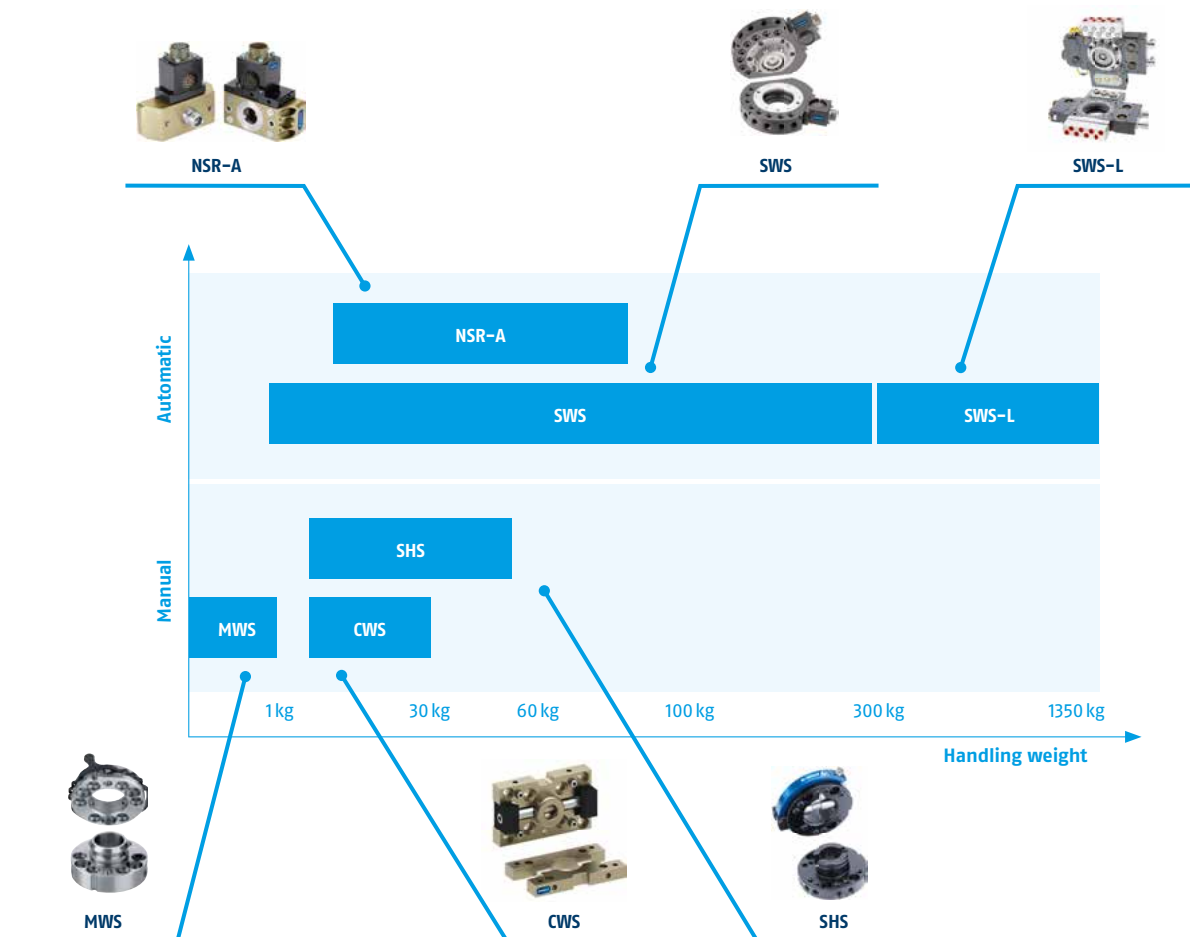 NSR-A
SWS
SWS-L
Automatic
NSR-A
SWS
SWS-L
Manual
SHS
MWS
CWS
1 kg
30 kg
60 kg
100 kg
300 kg
1350 kg
Handling weight
MWS
CWS
SHS